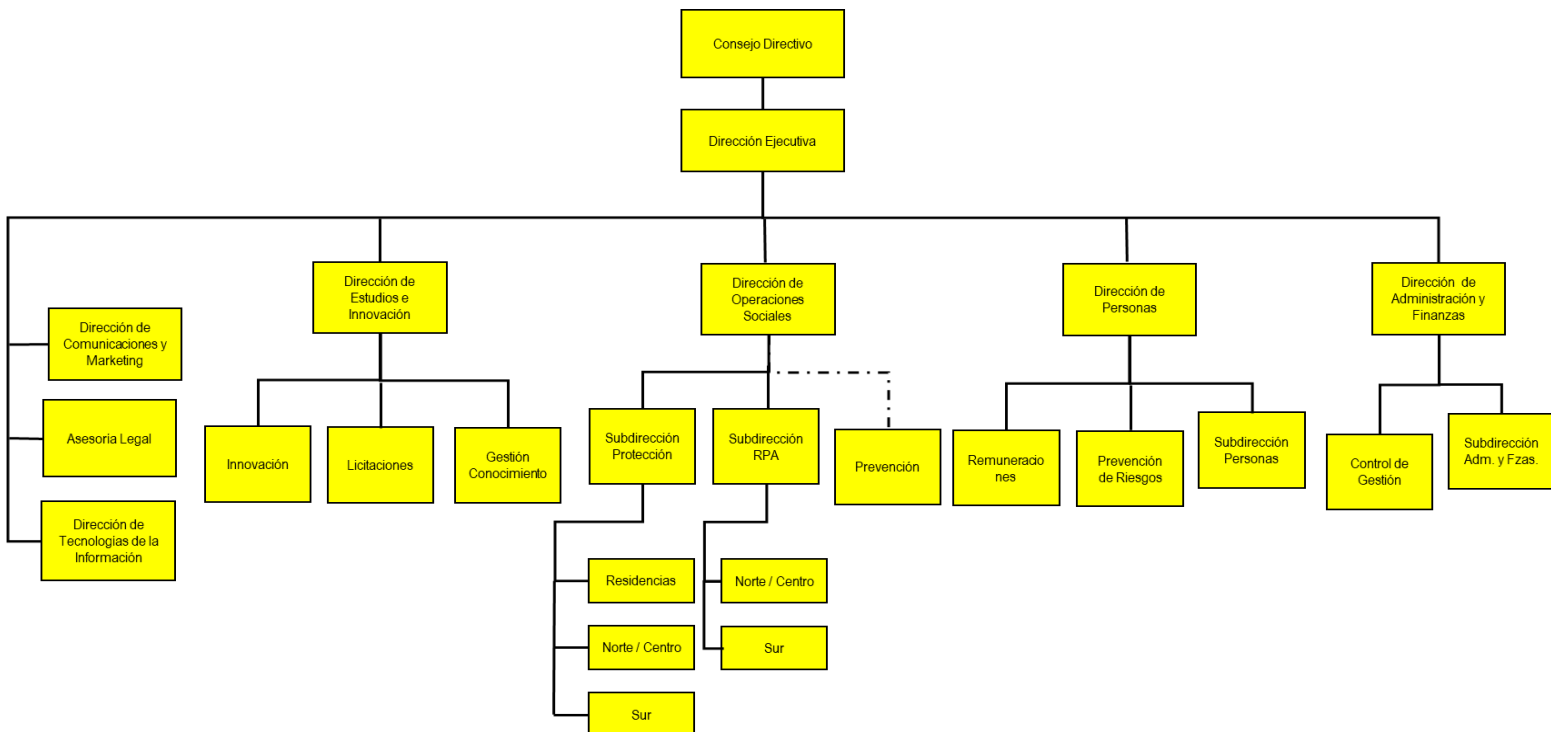 Consejo Directivo
Dirección Ejecutiva
Dirección de
Comunicaciones y
Marketing
Asesoria Legal
Dirección de
Tecnologías de la
Información
Dirección de
Estudios e
Innovación
Innovación
Licitaciones
Gestión
Conocimiento
Dirección de
Operaciones
Sociales
Subdirección
Protección
Residencias
Norte / Centro
Sur
Subdirección
RPA
Norte / Centro
Sur
Prevención
Dirección de
Personas
Remuneracio
nes
Prevención
de Riesgos
Subdirección
Personas
Dirección de
Administración y
Finanzas
Control de
Gestión
Subdirección
Adm. y Fzas.